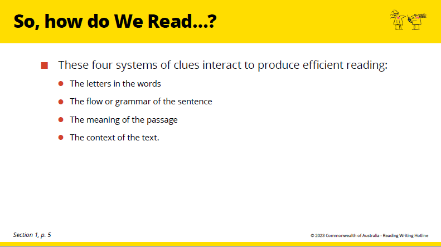 So, how do We Read...?
These four systems of clues interact to produce efficient reading:
The letters in the words
The flow or grammar of the sentence
The meaning of the passage
The context of the text.
Section 1, p. 5
© 2023 Commonwealth of Australia - Reading Writing Hotline